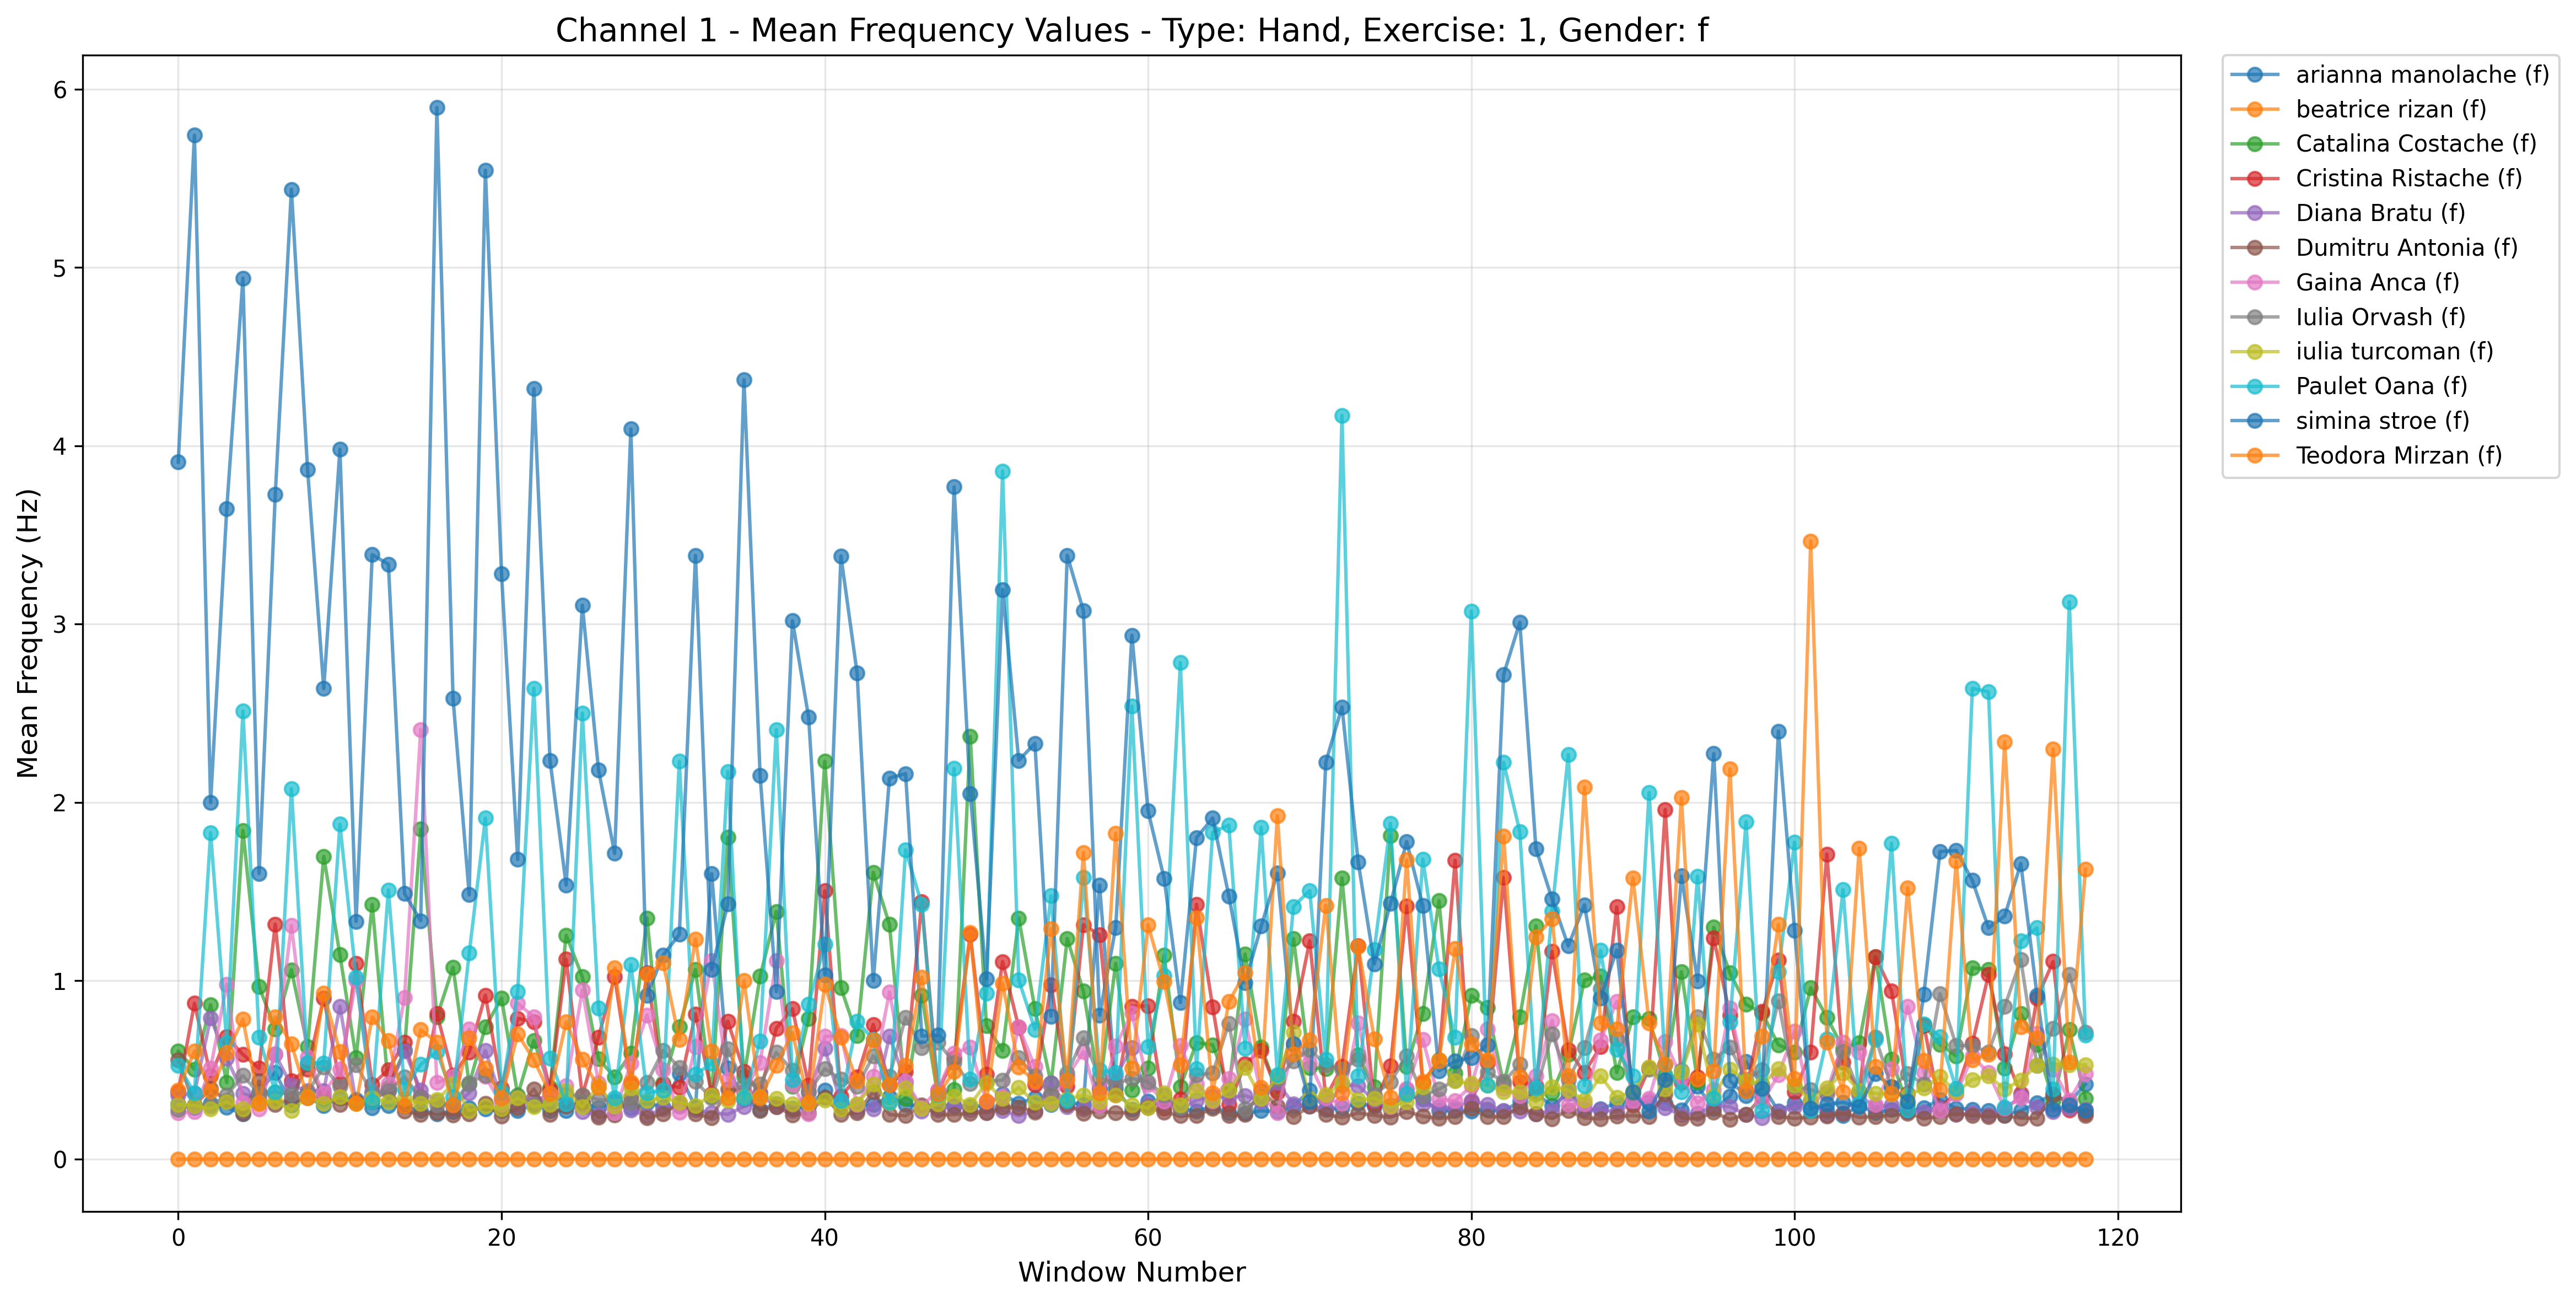 Channel 1 - Mean Frequency Values - Type: Hand, Exercise: 1, Gender: f
Mean Frequency (Hz)
6
5
4
3
2
1
0
0 20 40 60 80 100 120
Window Number
arianna manolache (f)
beatrice rizan (f)
Catalina Costache (f)
Cristina Ristache (f)
Diana Bratu (f)
Dumitru Antonia (f)
Gaina Anca (f)
Iulia Orvash (f)
iulia turcoman (f)
Paulet Oana (f)
simina stroe (f)
Teodora Mirzan (f)